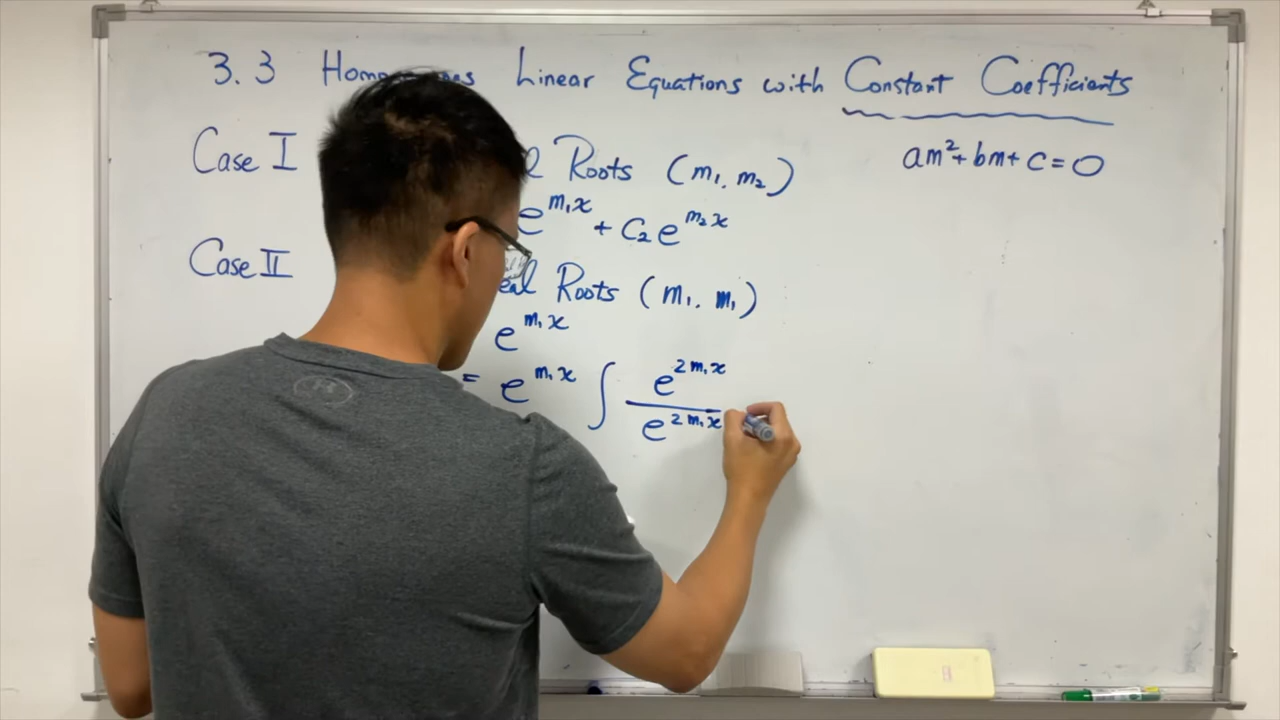 3.3 Linear Equations with Constant Coefficients
am²+bm+c=0
Case I Roots (m₁, m₂)
e^{m₁x} + C₂e^{m₂x}
Case II Roots (m₁, m₁)
e^{m₁x}
= e^{m₁x} ∫ e^{2m₁x} / e^{2m₁x}